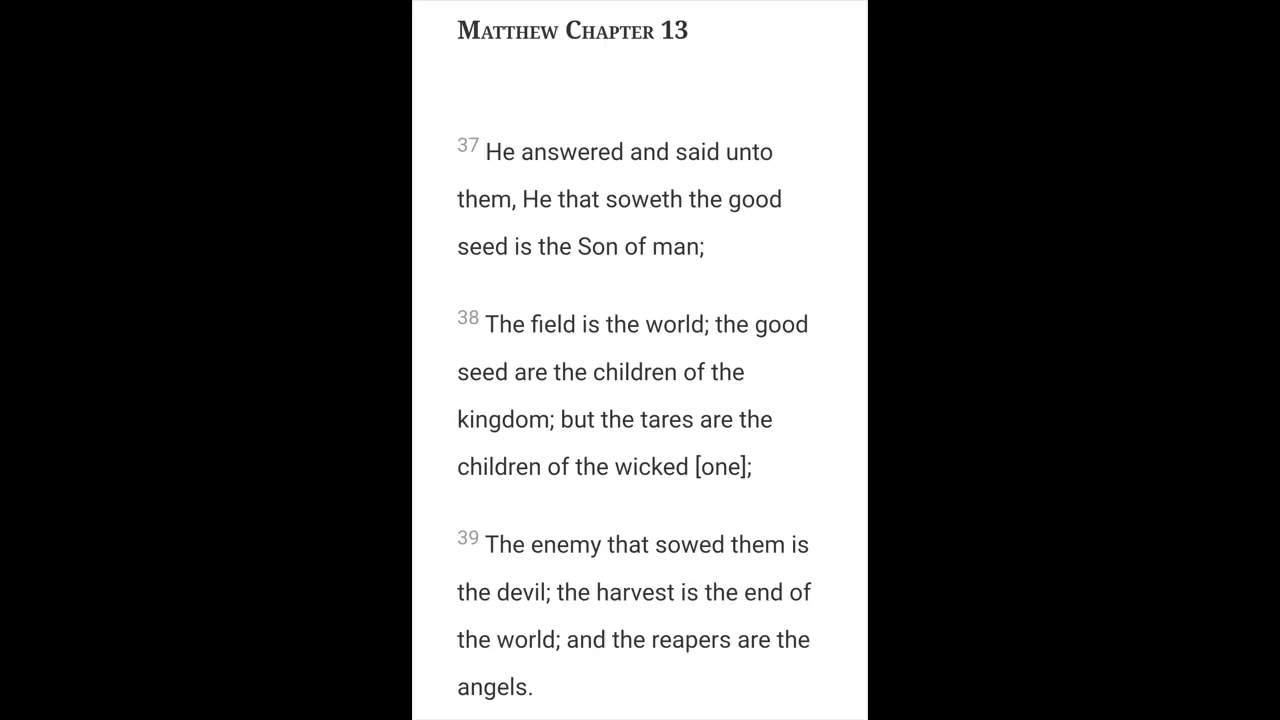 Matthew Chapter 13
37 He answered and said unto
them, He that soweth the good
seed is the Son of man;
38 The field is the world; the good
seed are the children of the
kingdom; but the tares are the
children of the wicked [one];
39 The enemy that sowed them is
the devil; the harvest is the end of
the world; and the reapers are the
angels.